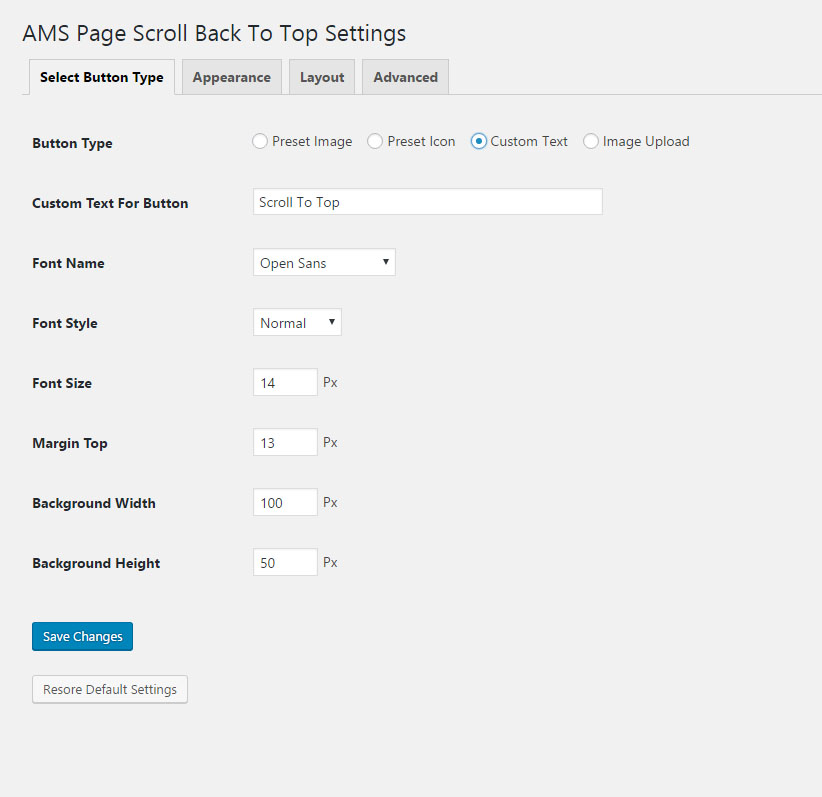 AMS Page Scroll Back To Top Settings
Select Button Type Appearance Layout Advanced
Button Type Preset Image Preset Icon Custom Text Image Upload
Custom Text For Button Scroll To Top
Font Name Open Sans
Font Style Normal
Font Size 14 Px
Margin Top 13 Px
Background Width 100 Px
Background Height 50 Px
Save Changes
Resore Default Settings